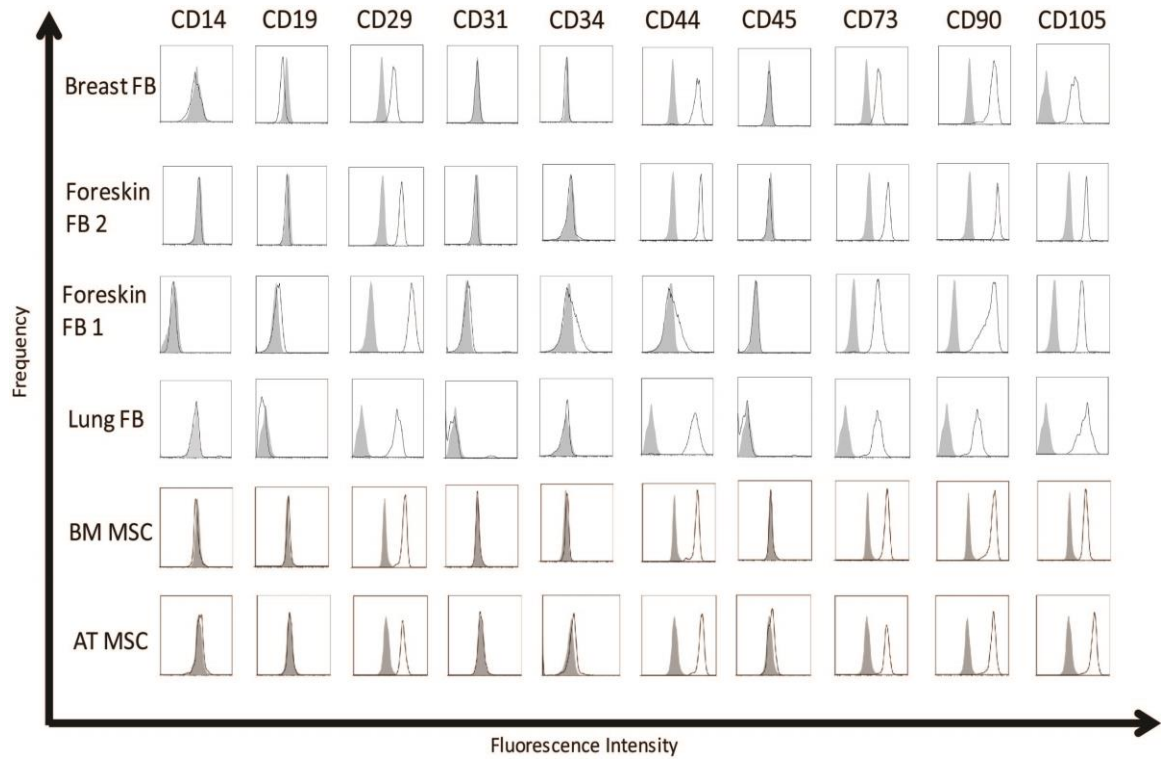 CD14 CD19 CD29 CD31 CD34 CD44 CD45 CD73 CD90 CD105
Breast FB
Foreskin
FB 2
Foreskin
FB 1
Lung FB
BM MSC
AT MSC
Frequency
Fluorescence Intensity